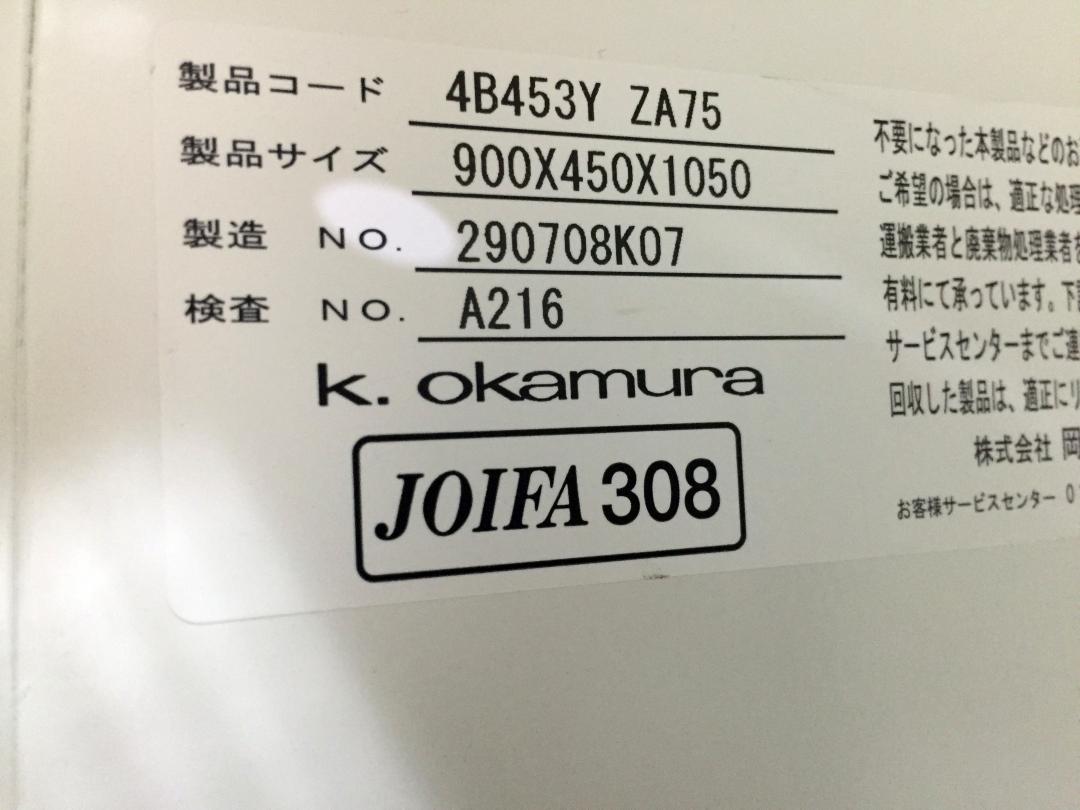 製品コード 4B453Y ZA75
製品サイズ 900X450X1050
製造 NO. 290708K07
検査 NO. A216
k. okamura
JOIFA 308
不要になった本製品などのお
ご希望の場合は、適正な処理
運搬業者と廃棄物処理業者を
有料にて承っています。下
サービスセンターまでご連
回収した製品は、適正にリ
株式会社 岡
お客様サービスセンター 0